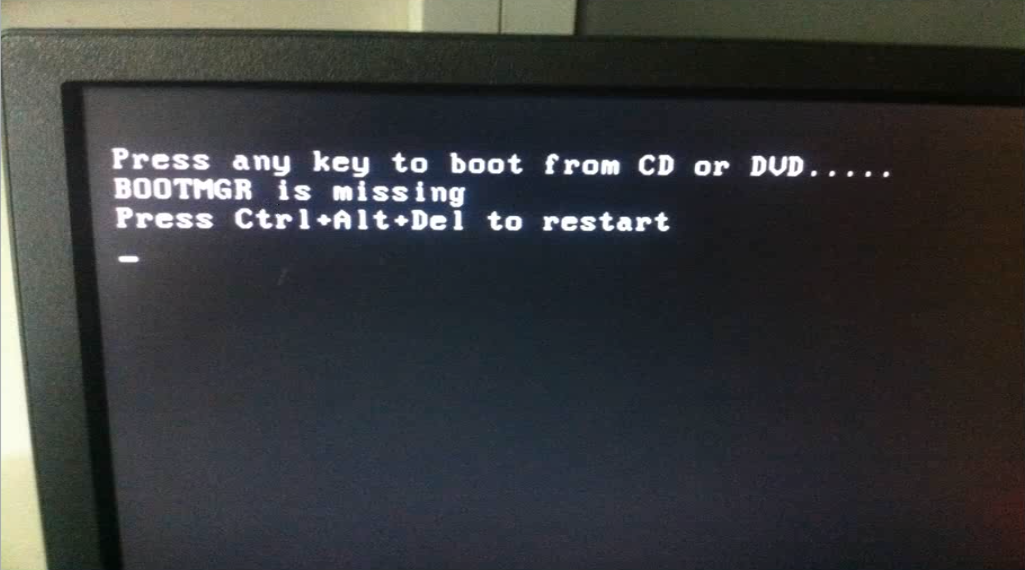 Press any key to boot from CD or DVD.....
BOOTMGR is missing
Press Ctrl+Alt+Del to restart
_